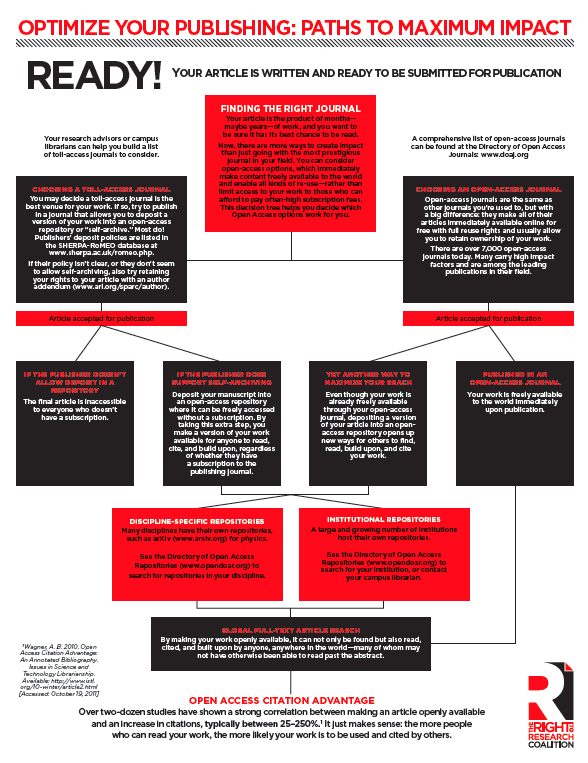 OPTIMIZE YOUR PUBLISHING: PATHS TO MAXIMUM IMPACT
READY! YOUR ARTICLE IS WRITTEN AND READY TO BE SUBMITTED FOR PUBLICATION
FINDING THE RIGHT JOURNAL
Your article is the product of months—
maybe years—of work, and you want to
be sure it has its best chance to be read.
Now, there are more ways to create impact
than just going with the most prestigious
journal in your field. You can consider
open-access options, which immediately
make content freely available to the world
and enable all kinds of re-use—rather than
limit access to your work to those who can
afford to pay often-high subscription fees.
This decision tree helps you decide which
Open Access options work for you.
Your research advisors or campus
librarians can help you build a list
of toll-access journals to consider.
A comprehensive list of open-access journals
can be found at the Directory of Open Access
Journals: www.doaj.org
CHOOSING A TOLL-ACCESS JOURNAL
You may decide a toll-access journal is the
best venue for your work. If so, try to publish
in a journal that allows you to deposit a
version of your work into an open-access
repository or "self-archive." Most do!
Publishers' deposit policies are listed in
the SHERPA-RoMEO database at
www.sherpa.ac.uk/romeo.php.
If their policy isn't clear, or they don't seem
to allow self-archiving, also try retaining
your rights to your article with an author
addendum (www.arl.org/sparc/author).
CHOOSING AN OPEN-ACCESS JOURNAL
Open-access journals are the same as
other journals you're used to, but with
a big difference: they make all of their
articles immediately available online for
free with full reuse rights and usually allow
you to retain ownership of your work.
There are over 7,000 open-access
journals today. Many carry high impact
factors and are among the leading
publications in their field.
Article accepted for publication
Article accepted for publication
IF THE PUBLISHER DOESN'T
ALLOW DEPOSIT IN A
REPOSITORY
The final article is inaccessible
to everyone who doesn't
have a subscription.
IF THE PUBLISHER DOES
SUPPORT SELF-ARCHIVING
Deposit your manuscript into
an open-access repository
where it can be freely accessed
without a subscription. By
taking this extra step, you
make a version of your work
available for anyone to read,
cite, and build upon, regardless
of whether they have
a subscription to the
publishing journal.
YET ANOTHER WAY TO
MAXIMIZE YOUR REACH
Even though your work is
already freely available
through your open-access
journal, depositing a version
of your article into an open-
access repository opens up
new ways for others to find,
read, build upon, and cite
your work.
PUBLISHED IN AN
OPEN-ACCESS JOURNAL
Your work is freely available
to the world immediately
upon publication.
DISCIPLINE-SPECIFIC REPOSITORIES
Many disciplines have their own repositories,
such as arXiv (www.arxiv.org) for physics.
See the Directory of Open Access
Repositories (www.opendoar.org) to
search for repositories in your discipline.
INSTITUTIONAL REPOSITORIES
A large and growing number of institutions
host their own repositories.
See the Directory of Open Access
Repositories (www.opendoar.org) to
search for your institution, or contact
your campus librarian.
GLOBAL FULL-TEXT ARTICLE REACH
By making your work openly available, it can not only be found but also read,
cited, and built upon by anyone, anywhere in the world—many of whom may
not have otherwise been able to read past the abstract.
¹Wagner, A. B. 2010. Open
Access Citation Advantage:
An Annotated Bibliography.
Issues in Science and
Technology Librarianship.
Available: http://www.istl.
org/10-winter/article2.html
[Accessed: October 19, 2011]
OPEN ACCESS CITATION ADVANTAGE
Over two-dozen studies have shown a strong correlation between making an article openly available
and an increase in citations, typically between 25–250%.¹ It just makes sense: the more people
who can read your work, the more likely your work is to be used and cited by others.
R
THE RIGHT TO
RESEARCH
COALITION